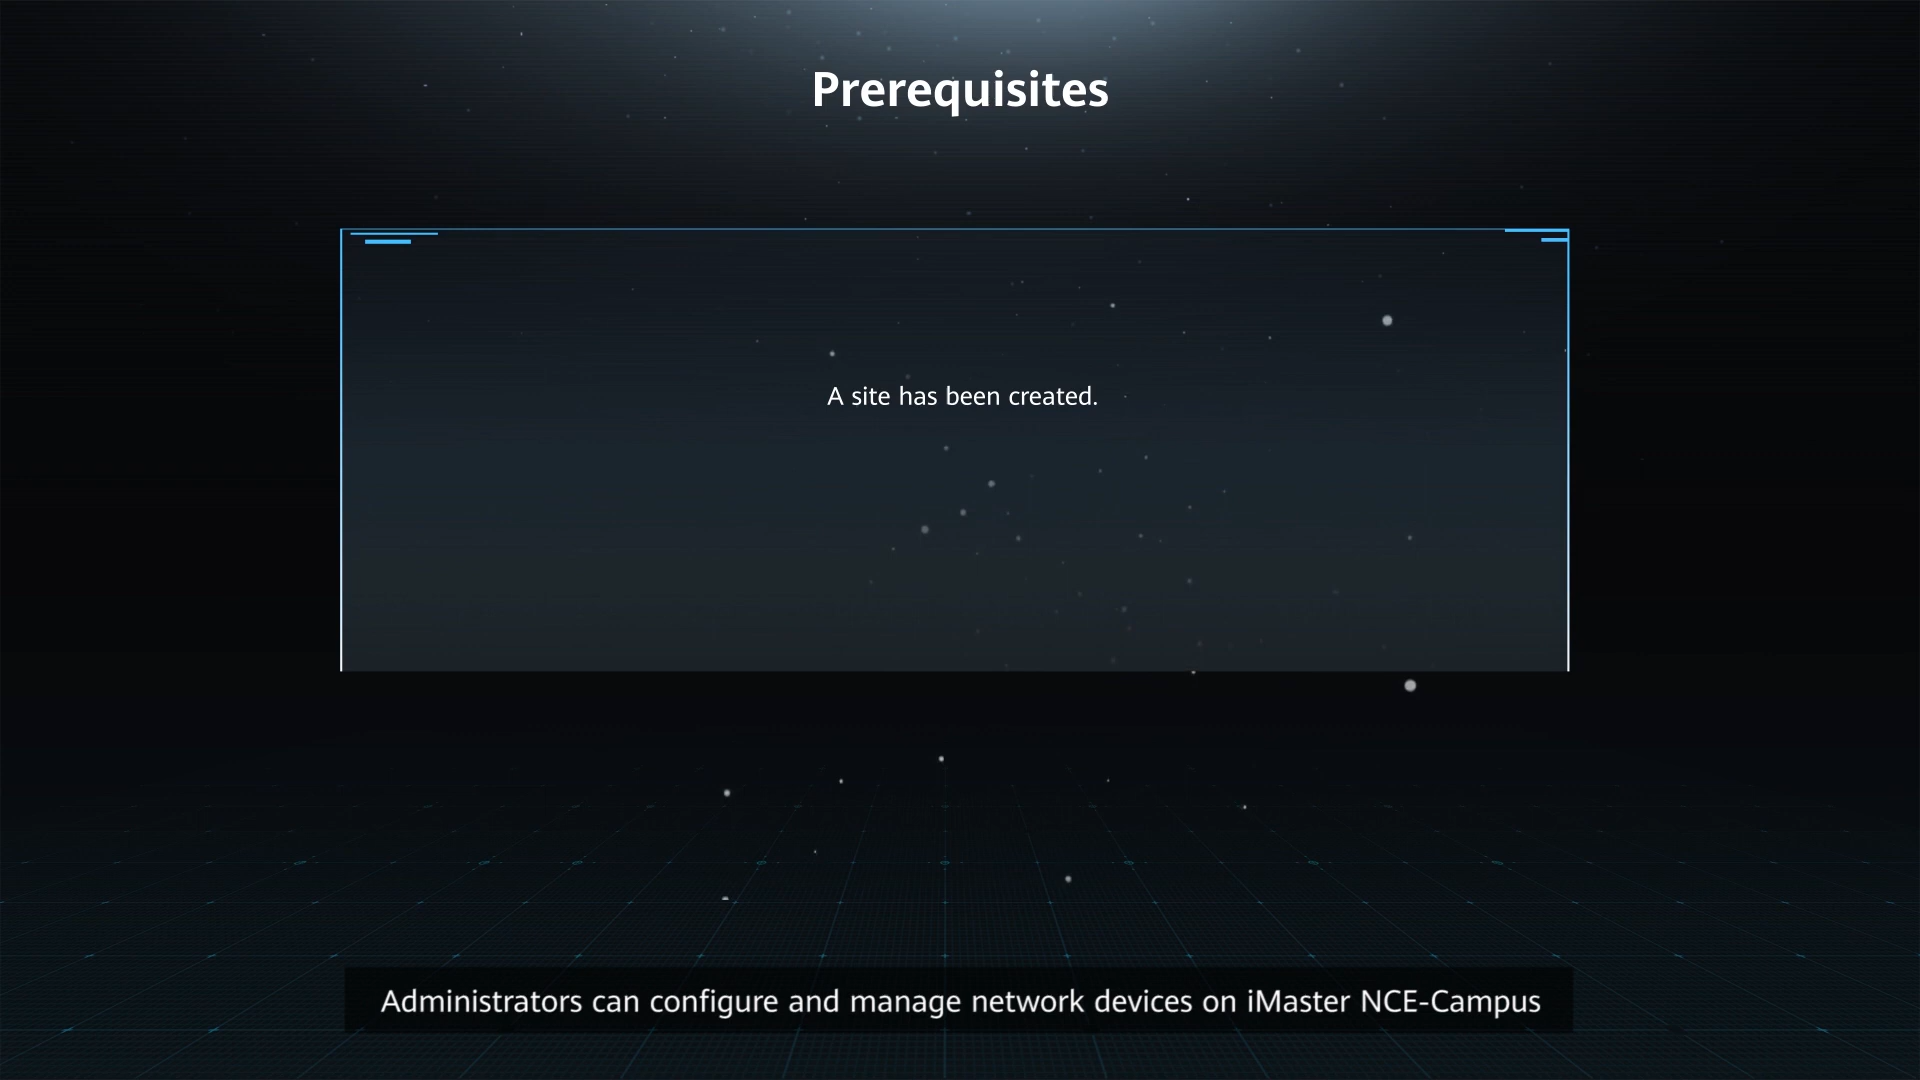 Prerequisites
A site has been created.
Administrators can configure and manage network devices on iMaster NCE-Campus